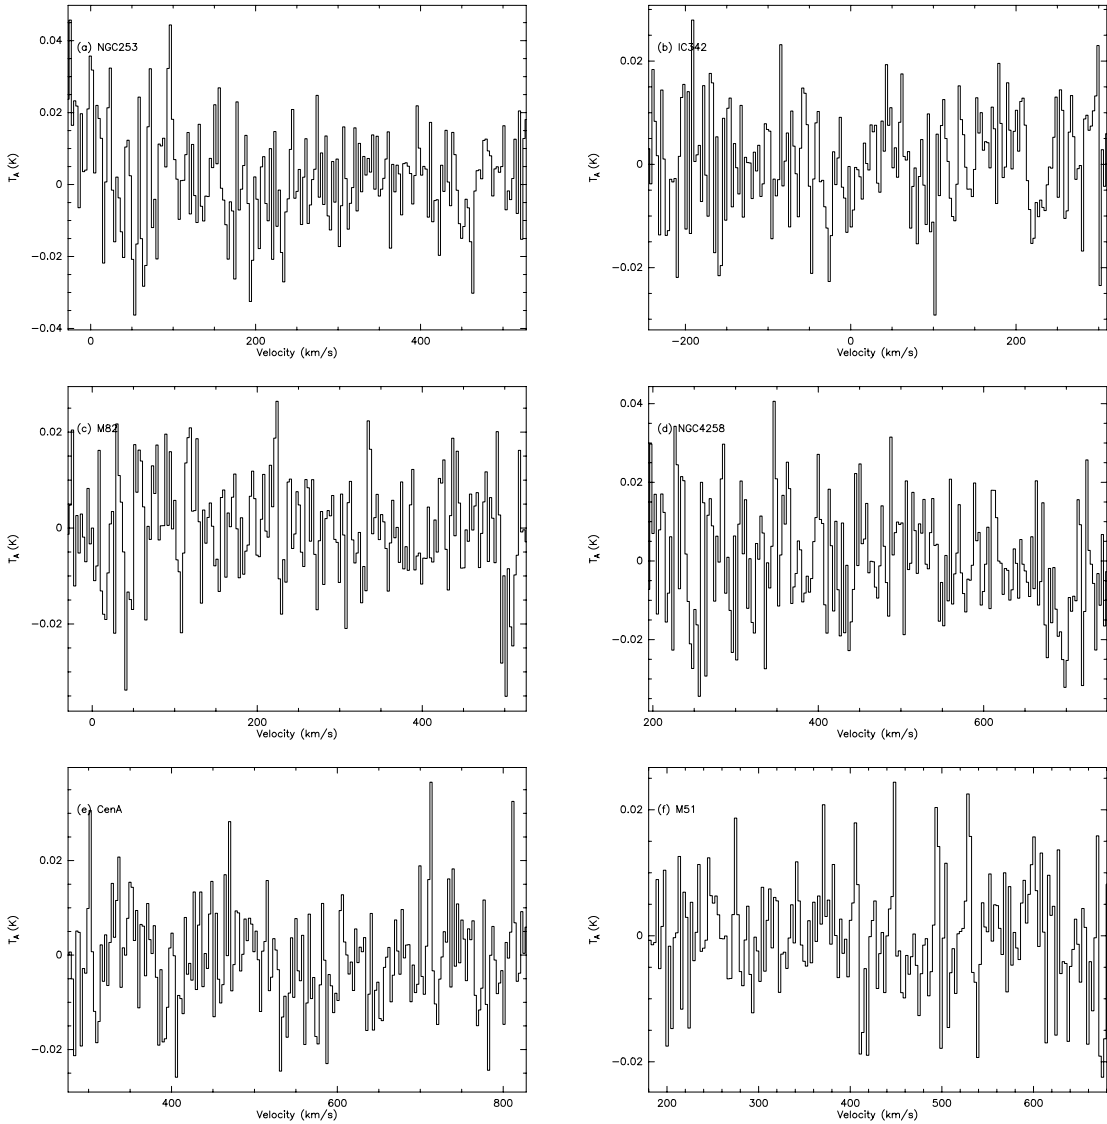 (a) NGC253
0.04
0.02
0
−0.02
−0.04
T_A (K)
0 200 400
Velocity (km/s)
(b) IC342
0.02
0
−0.02
T_A (K)
−200 0 200
Velocity (km/s)
(c) M82
0.02
0
−0.02
T_A (K)
0 200 400
Velocity (km/s)
(d) NGC4258
0.04
0.02
0
−0.02
T_A (K)
200 400 600
Velocity (km/s)
(e) CenA
0.02
0
−0.02
T_A (K)
400 600 800
Velocity (km/s)
(f) M51
0.02
0
−0.02
T_A (K)
200 300 400 500 600
Velocity (km/s)